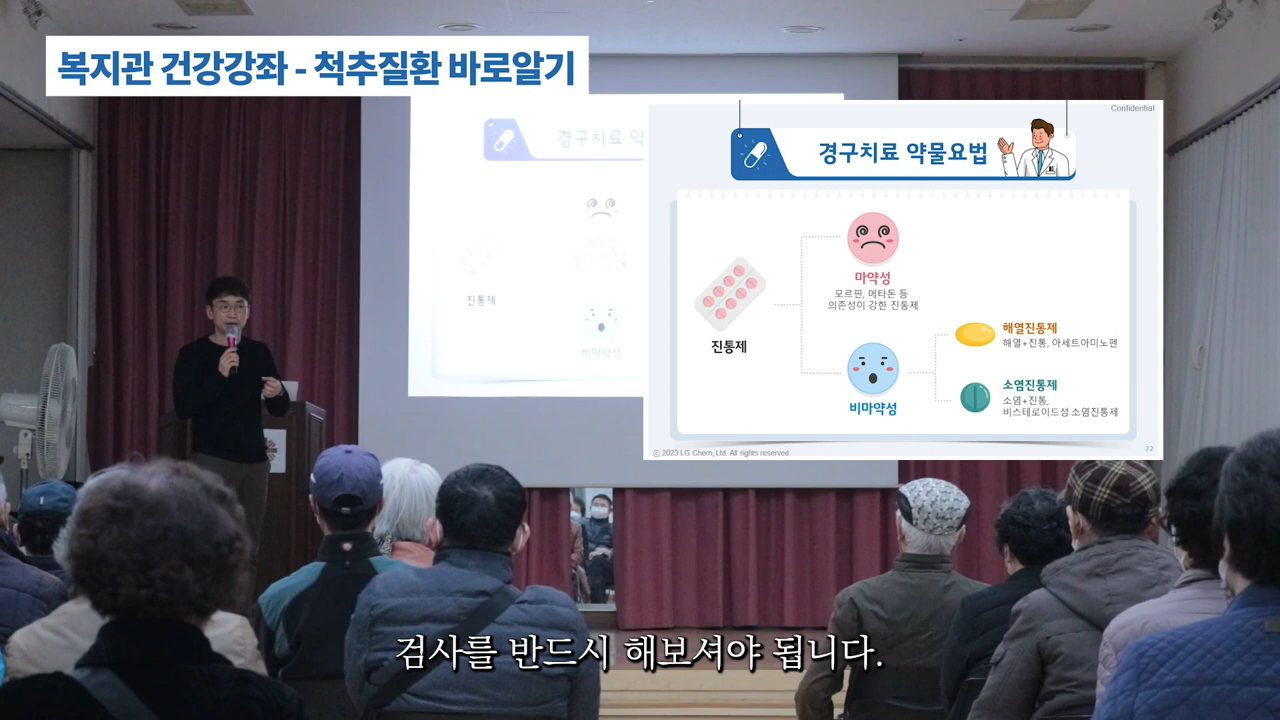 복지관 건강강좌 - 척추질환 바로알기
Confidential
경구치료 약물요법
마약성
모르핀, 메타돈 등
의존성이 강한 진통제
진통제
비마약성
해열진통제
해열+진통, 아세트아미노펜
소염진통제
소염+진통,
비스테로이드성 소염진통제
ⓒ 2023 LG Chem, Ltd. All rights reserved
22
경구치료 약
진통제
비마약성
검사를 반드시 해보셔야 됩니다.